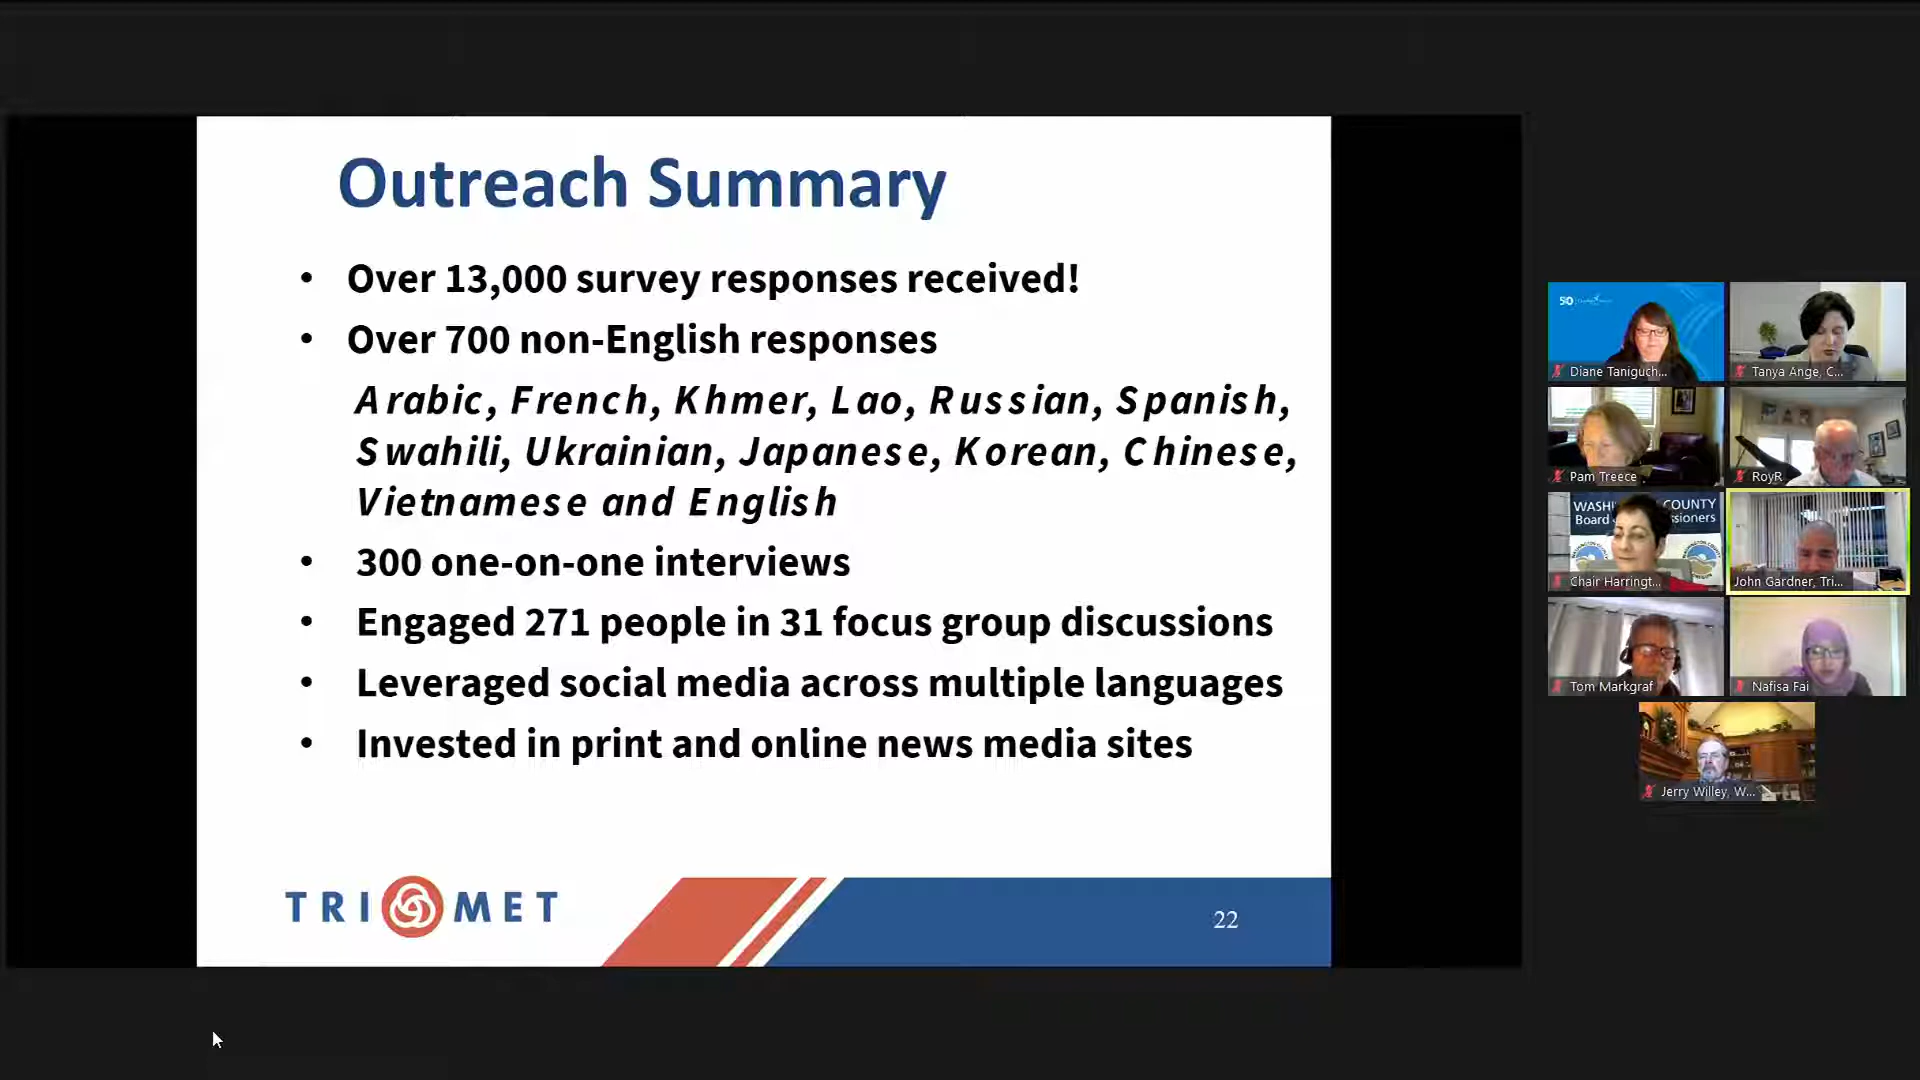 Outreach Summary
• Over 13,000 survey responses received!
• Over 700 non-English responses
Arabic, French, Khmer, Lao, Russian, Spanish,
Swahili, Ukrainian, Japanese, Korean, Chinese,
Vietnamese and English
• 300 one-on-one interviews
• Engaged 271 people in 31 focus group discussions
• Leveraged social media across multiple languages
• Invested in print and online news media sites
TRI MET
22
50
Diane Taniguch...
Tanya Ange, C...
Pam Treece
RoyR
WASHI COUNTY
Board ssioners
Chair Harringt...
John Gardner, Tri...
Tom Markgraf
Nafisa Fai
Jerry Willey, W...